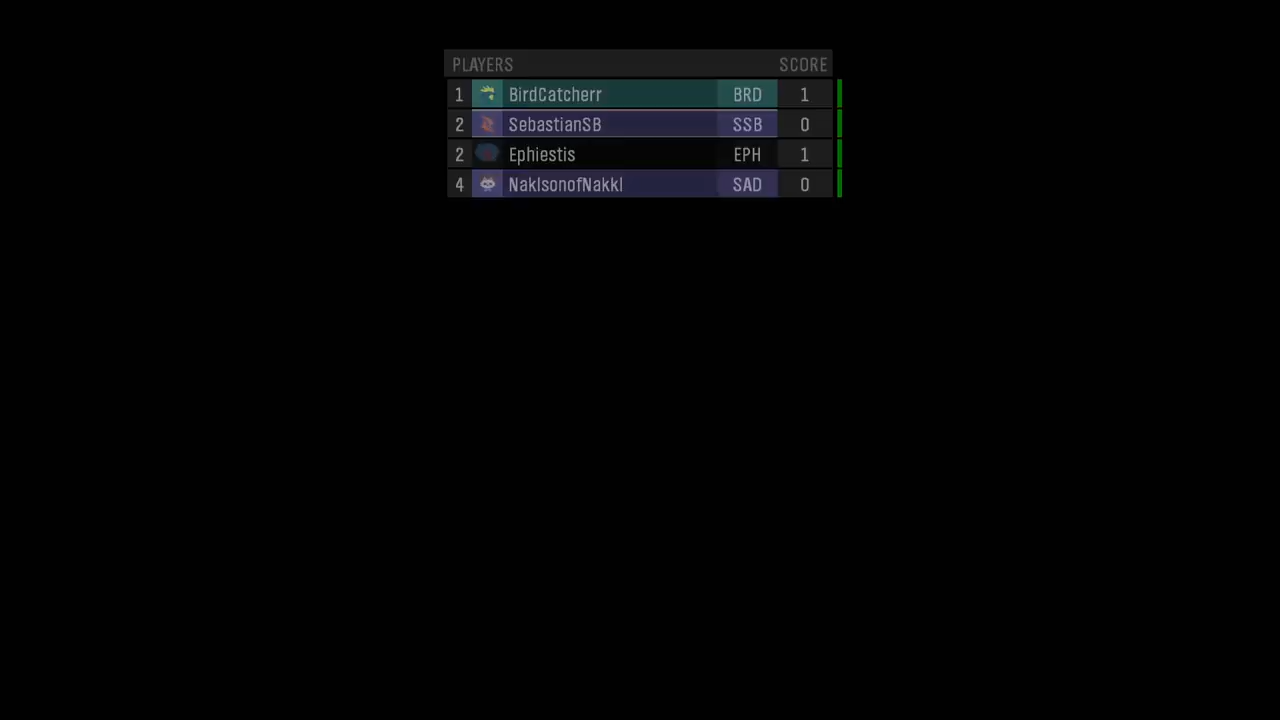 PLAYERS SCORE
1 BirdCatcherr BRD 1
2 SebastianSB SSB 0
2 Ephiestis EPH 1
4 NaklsonofNakkl SAD 0